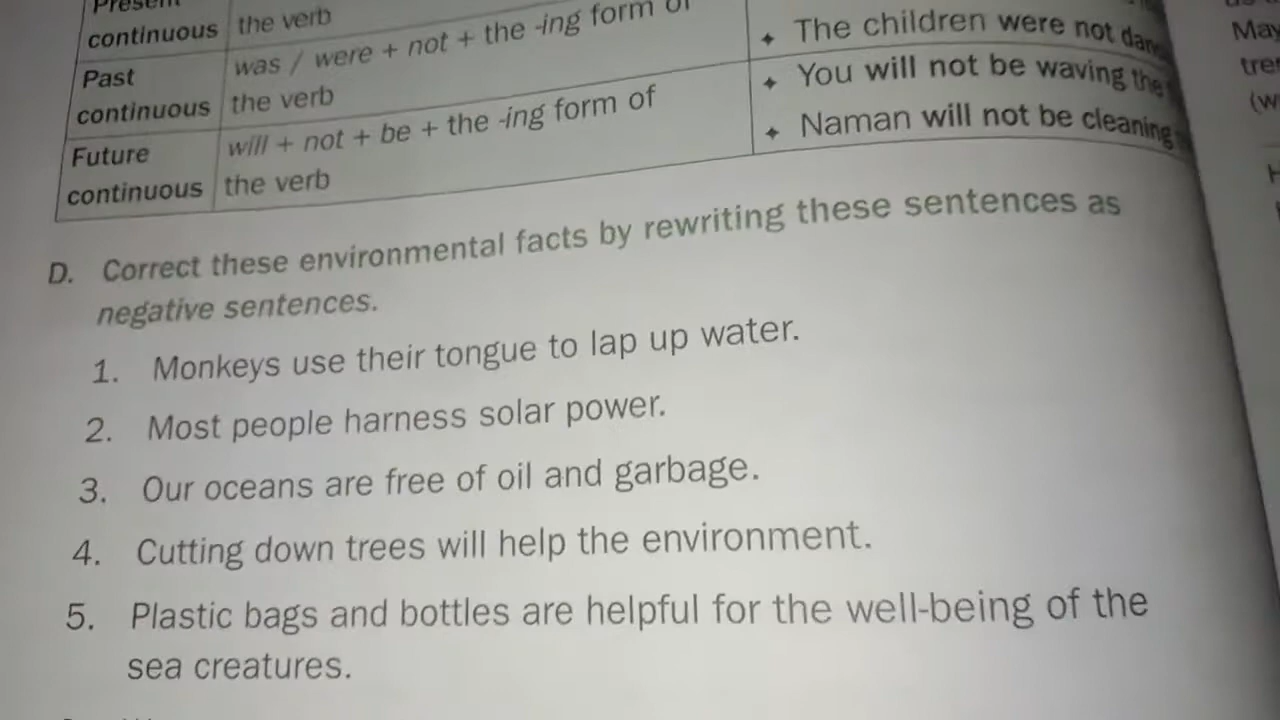 Present
continuous the verb
Past was / were + not + the -ing form of
continuous the verb
Future will + not + be + the -ing form of
continuous the verb
✦ The children were not
✦ You will not be waving the
✦ Naman will not be cleaning
May
D. Correct these environmental facts by rewriting these sentences as
negative sentences.
1. Monkeys use their tongue to lap up water.
2. Most people harness solar power.
3. Our oceans are free of oil and garbage.
4. Cutting down trees will help the environment.
5. Plastic bags and bottles are helpful for the well-being of the
sea creatures.